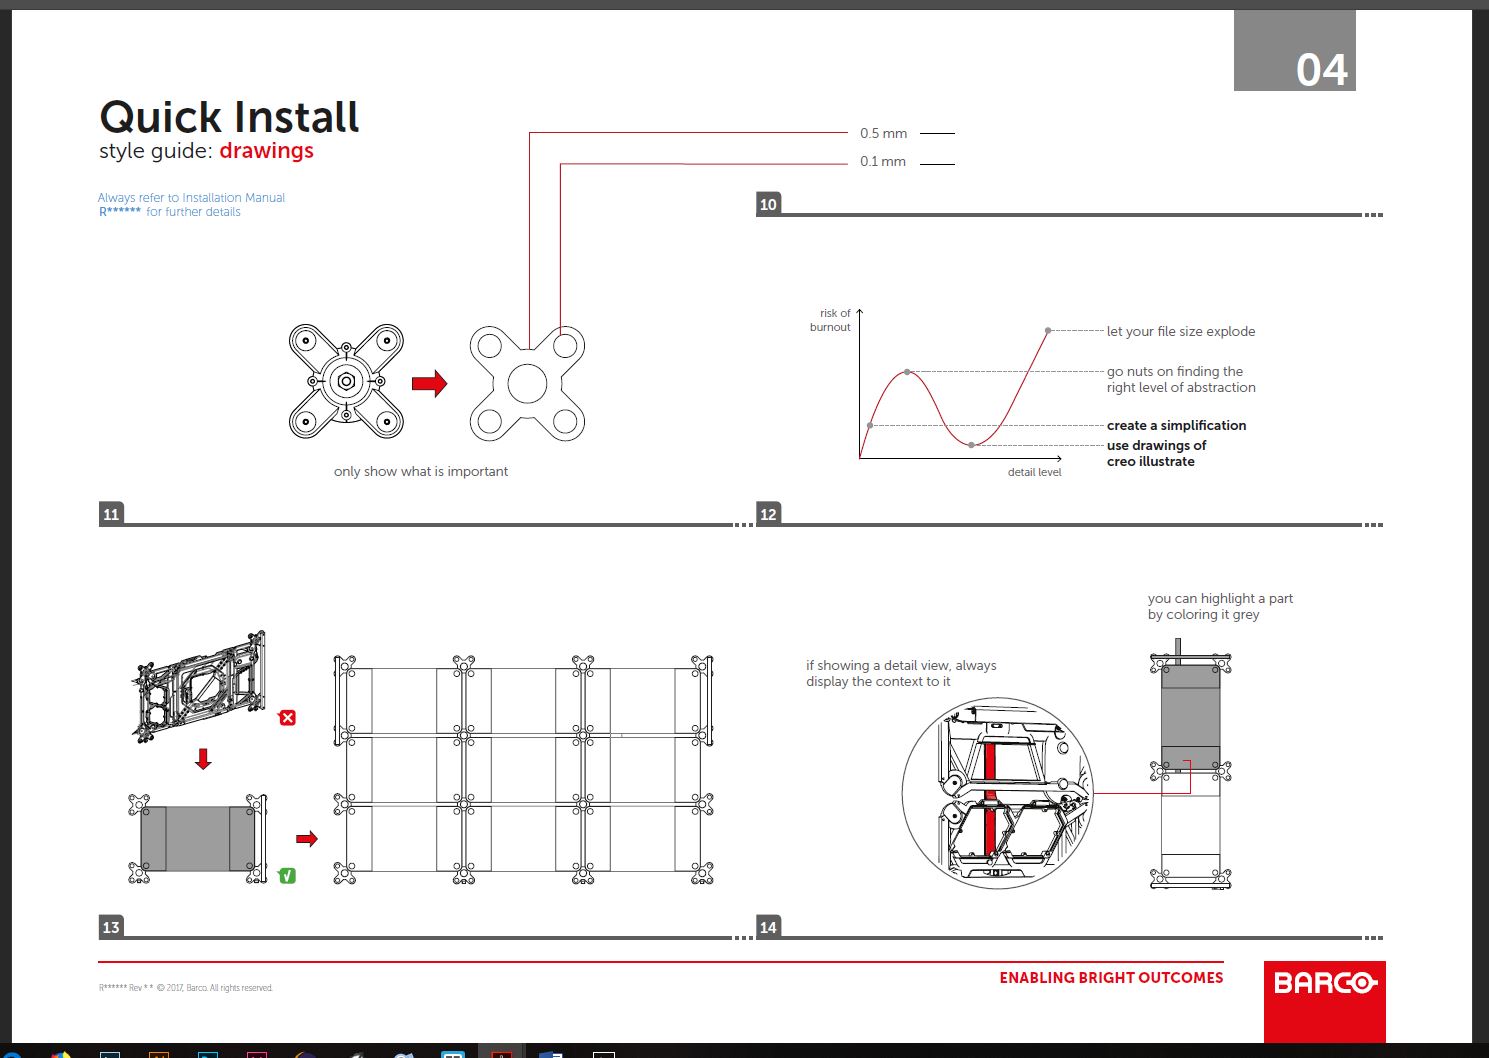 04
Quick Install
style guide: drawings
Always refer to Installation Manual
R****** for further details
0.5 mm
0.1 mm
10
only show what is important
11
risk of
burnout
detail level
let your file size explode
go nuts on finding the
right level of abstraction
create a simplification
use drawings of
creo illustrate
12
13
if showing a detail view, always
display the context to it
you can highlight a part
by coloring it grey
14
R****** Rev * * © 2017, Barco. All rights reserved.
ENABLING BRIGHT OUTCOMES
BARCO